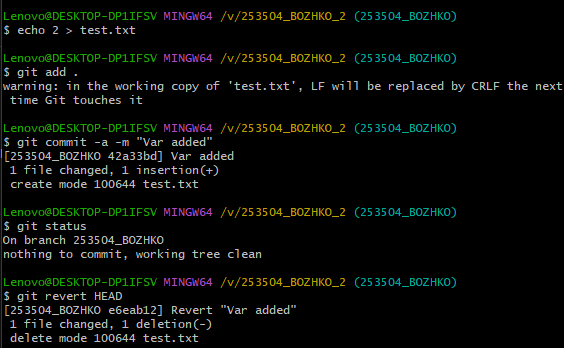 Lenovo@DESKTOP-DP1IFSV MINGW64 /v/253504_BOZHKO_2 (253504_BOZHKO)
$ echo 2 > test.txt
Lenovo@DESKTOP-DP1IFSV MINGW64 /v/253504_BOZHKO_2 (253504_BOZHKO)
$ git add .
warning: in the working copy of 'test.txt', LF will be replaced by CRLF the next
 time Git touches it
Lenovo@DESKTOP-DP1IFSV MINGW64 /v/253504_BOZHKO_2 (253504_BOZHKO)
$ git commit -a -m "Var added"
[253504_BOZHKO 42a33bd] Var added
 1 file changed, 1 insertion(+)
 create mode 100644 test.txt
Lenovo@DESKTOP-DP1IFSV MINGW64 /v/253504_BOZHKO_2 (253504_BOZHKO)
$ git status
On branch 253504_BOZHKO
nothing to commit, working tree clean
Lenovo@DESKTOP-DP1IFSV MINGW64 /v/253504_BOZHKO_2 (253504_BOZHKO)
$ git revert HEAD
[253504_BOZHKO e6eab12] Revert "Var added"
 1 file changed, 1 deletion(-)
 delete mode 100644 test.txt